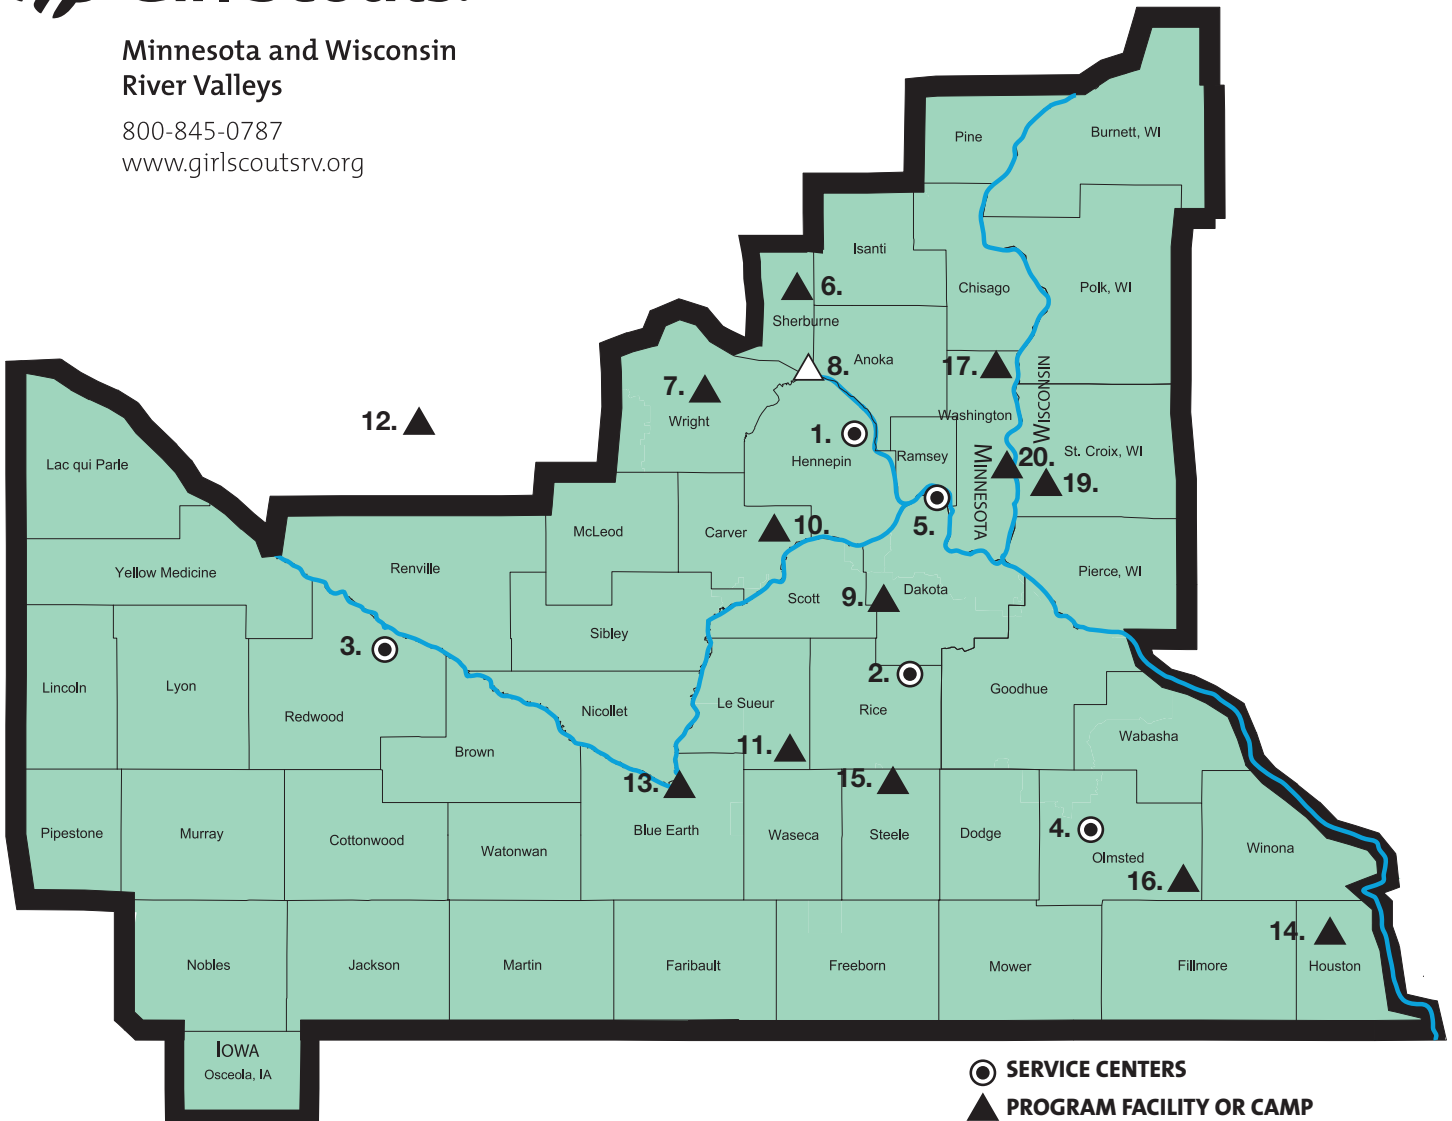 Minnesota and Wisconsin
River Valleys
800-845-0787
www.girlscoutsrv.org
Pine
Burnett, WI
Isanti
Chisago
Polk, WI
6.
Sherburne
8.
Anoka
17.
7.
Wright
12.
Washington
WISCONSIN
MINNESOTA
1.
Hennepin
Ramsey
20.
St. Croix, WI
19.
Lac qui Parle
McLeod
Carver
10.
5.
Yellow Medicine
Renville
Pierce, WI
Scott
9.
Dakota
Sibley
3.
2.
Lincoln
Lyon
Redwood
Nicollet
Le Sueur
Rice
Goodhue
Brown
11.
Wabasha
13.
15.
Pipestone
Murray
Cottonwood
Watonwan
Blue Earth
Waseca
Steele
Dodge
4.
Olmsted
Winona
16.
14.
Nobles
Jackson
Martin
Faribault
Freeborn
Mower
Fillmore
Houston
IOWA
Osceola, IA
SERVICE CENTERS
PROGRAM FACILITY OR CAMP